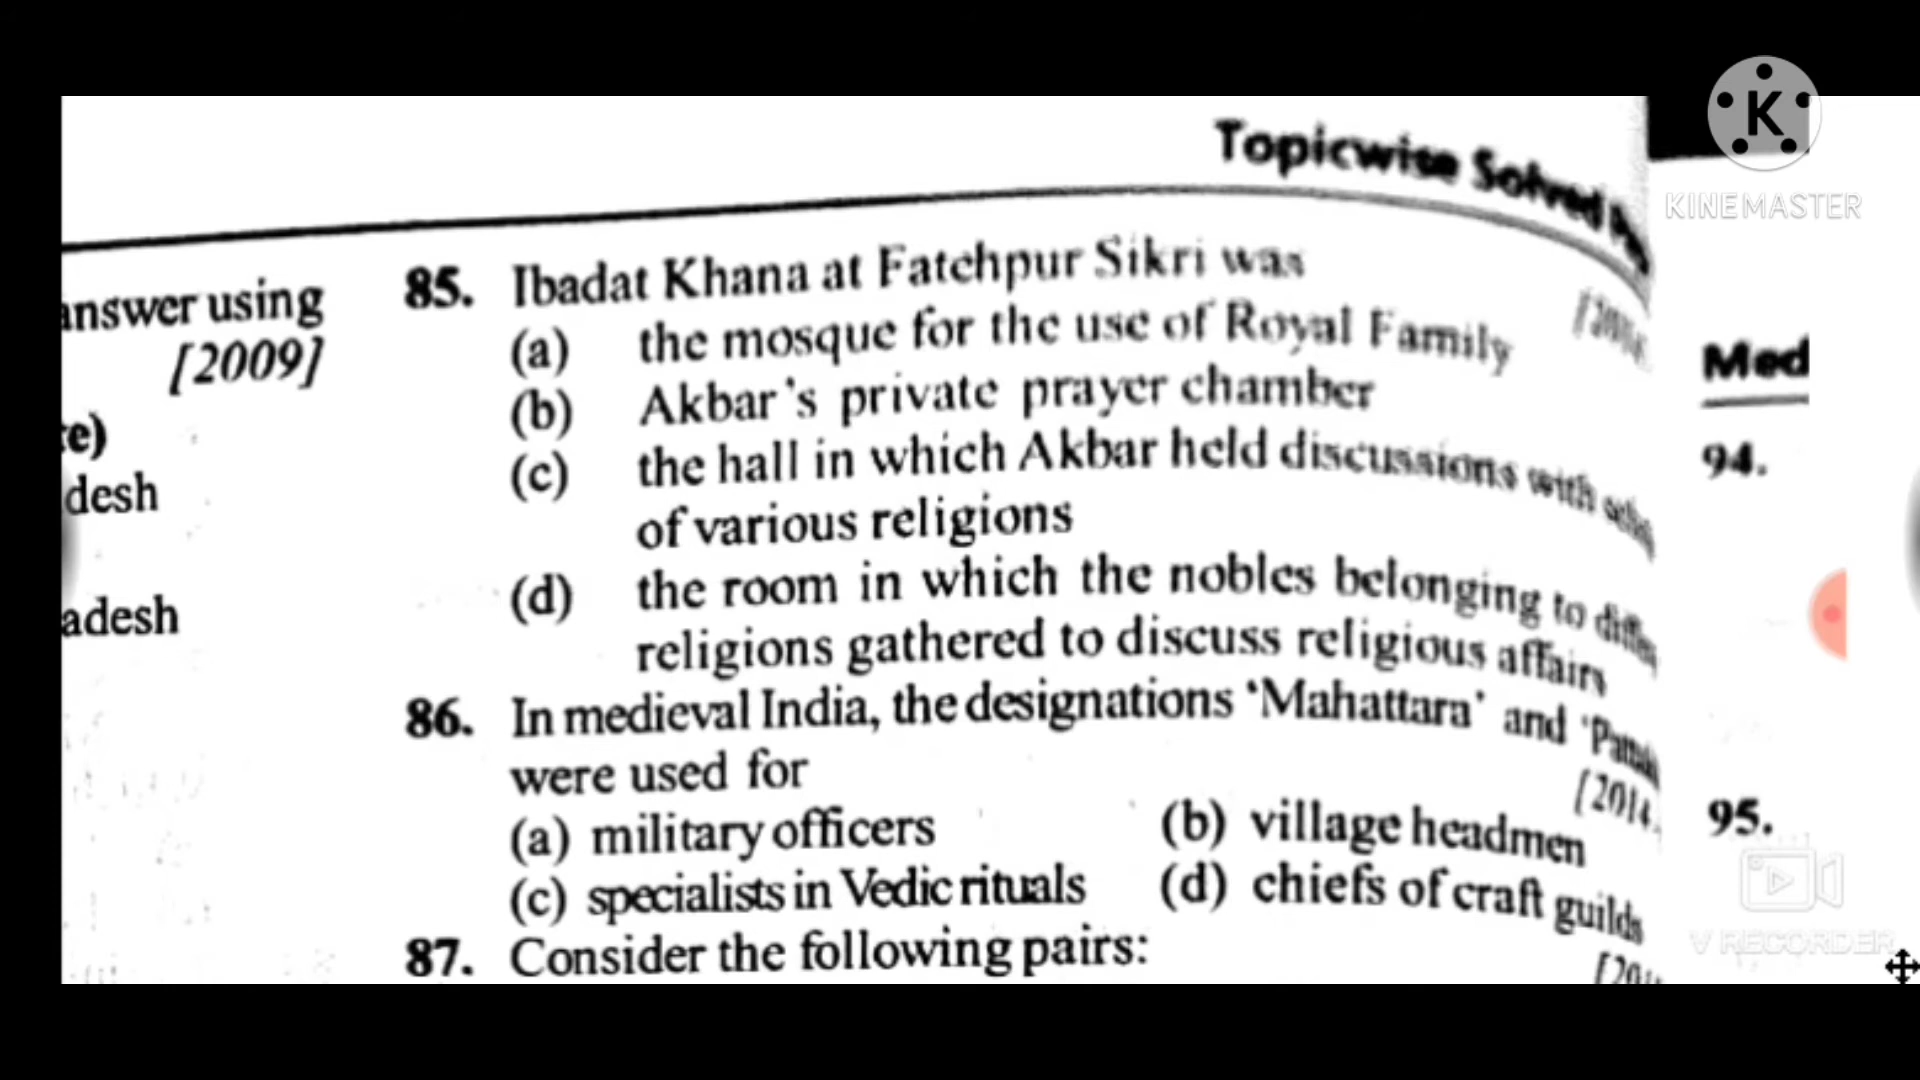 Topicwise Solved
answer using
[2009]
e)
desh
adesh
85. Ibadat Khana at Fatehpur Sikri was
(a) the mosque for the use of Royal Family
(b) Akbar's private prayer chamber
(c) the hall in which Akbar held discussions with
of various religions
(d) the room in which the nobles belonging to
religions gathered to discuss religious affairs
86. In medieval India, the designations 'Mahattara' and
were used for
[2014
(a) military officers (b) village headmen
(c) specialists in Vedic rituals (d) chiefs of craft guilds
87. Consider the following pairs:
Med
94.
95.
K
KINEMASTER
V RECORDER